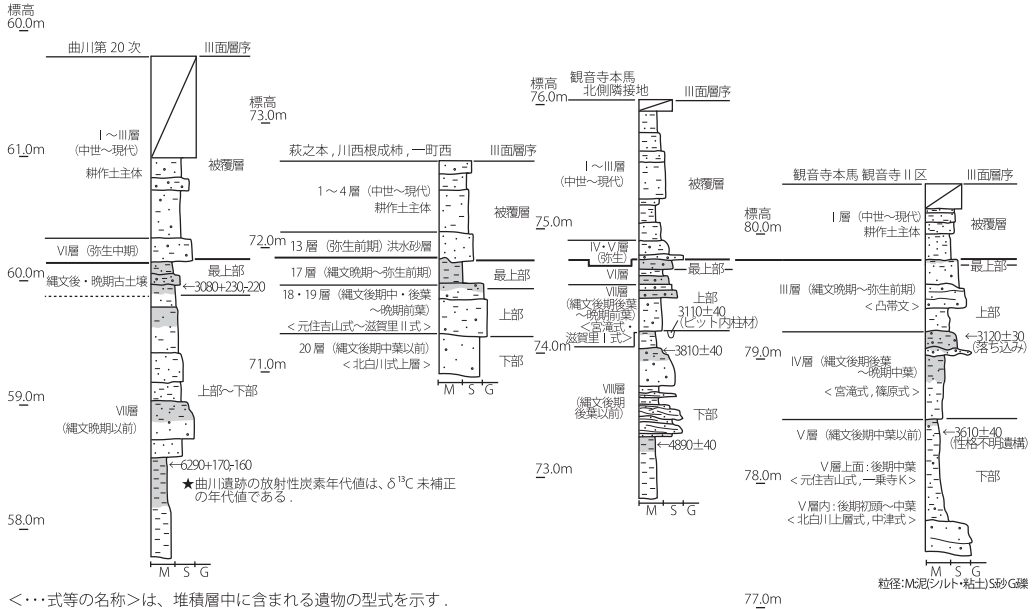 標高
60.0m
曲川第20次
Ⅲ面層序
Ⅰ～Ⅲ層
(中世～現代)
耕作土主体
被覆層
61.0m
Ⅵ層（弥生中期）
最上部
60.0m
縄文後・晩期古土壌
←3080+230,-220
上部～下部
59.0m
Ⅶ層
(縄文晩期以前)
←6290+170,-160
★曲川遺跡の放射性炭素年代値は、δ¹³C 未補正
の年代値である．
58.0m
M S G
標高
73.0m
萩之本，川西根成柿，一町西
Ⅲ面層序
1～4層（中世～現代）
耕作土主体
被覆層
72.0m
13層（弥生前期）洪水砂層
17層（縄文晩期～弥生前期）
最上部
18・19層（縄文後期中・後葉
～晩期前葉）
＜元住吉山式～滋賀里Ⅱ式＞
上部
20層（縄文後期中葉以前）
＜北白川式上層＞
下部
71.0m
M S G
標高
76.0m
観音寺本馬
北側隣接地
Ⅲ面層序
Ⅰ～Ⅲ層
(中世～現代)
被覆層
75.0m
Ⅳ・Ⅴ層
(弥生)
Ⅵ層
最上部
Ⅶ層
(縄文後期後葉
～晩期前葉)
＜宮滝式，
滋賀里Ⅰ式＞
上部
3110±40
(ピット内柱材)
74.0m
←3810±40
Ⅷ層
(縄文後期
後葉以前)
下部
←4890±40
73.0m
M S G
観音寺本馬 観音寺Ⅱ区
Ⅲ面層序
標高
80.0m
Ⅰ層（中世～現代）
耕作土主体
被覆層
最上部
Ⅲ層（縄文晩期～弥生前期）
＜凸帯文＞
上部
79.0m
←3120±30
(落ち込み)
Ⅳ層（縄文後期後葉
～晩期中葉）
＜宮滝式，篠原式＞
Ⅴ層（縄文後期中葉以前）
←3610±40
(性格不明遺構)
Ⅴ層上面：後期中葉
＜元住吉山式，一乗寺K＞
下部
78.0m
Ⅴ層内：後期初頭～中葉
＜北白川上層式，中津式＞
M S G
粒径：M:泥(シルト・粘土) S:砂 G:礫
77.0m
＜・・・式等の名称＞は、堆積層中に含まれる遺物の型式を示す．